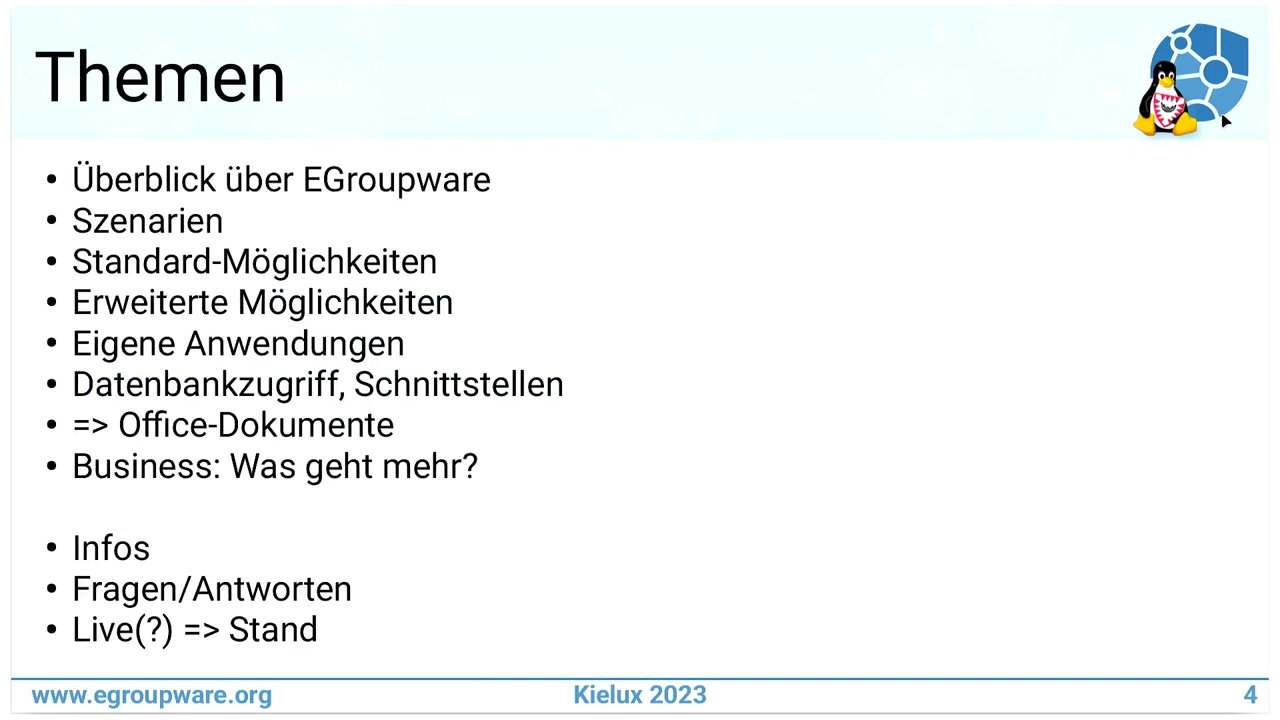 Themen
• Überblick über EGroupware
• Szenarien
• Standard-Möglichkeiten
• Erweiterte Möglichkeiten
• Eigene Anwendungen
• Datenbankzugriff, Schnittstellen
• => Office-Dokumente
• Business: Was geht mehr?
• Infos
• Fragen/Antworten
• Live(?) => Stand
www.egroupware.org Kielux 2023 4